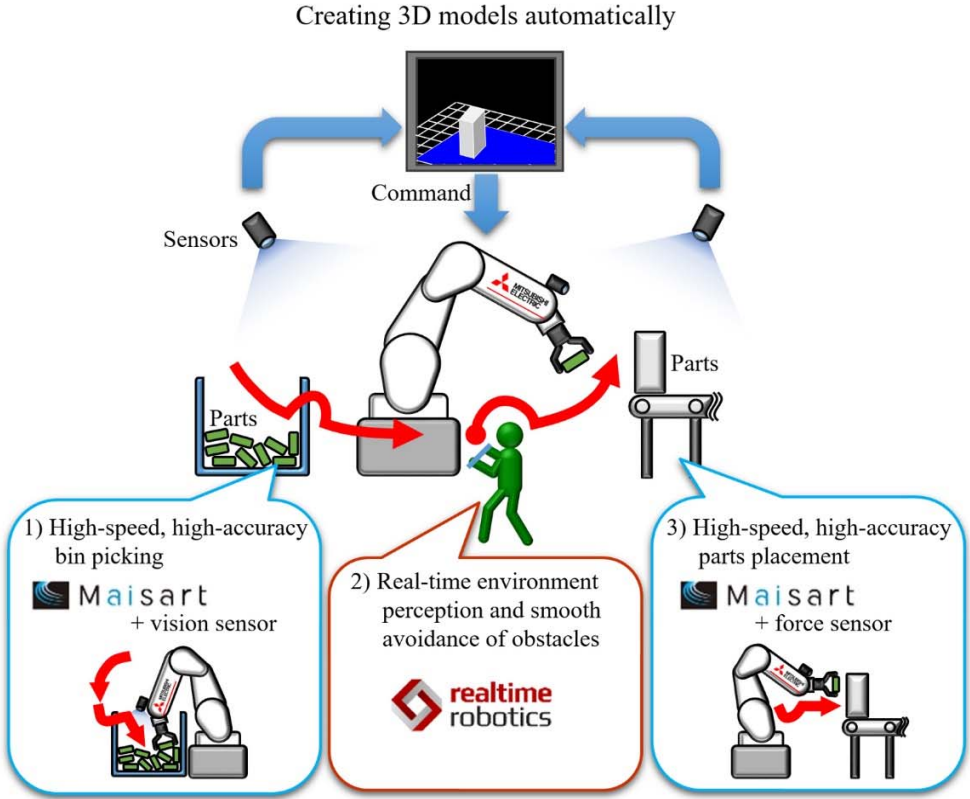 Creating 3D models automatically
Command
Sensors
MITSUBISHI
ELECTRIC
Parts
Parts
1) High-speed, high-accuracy
bin picking
Maisart
+ vision sensor
2) Real-time environment
perception and smooth
avoidance of obstacles
realtime
robotics
3) High-speed, high-accuracy
parts placement
Maisart
+ force sensor